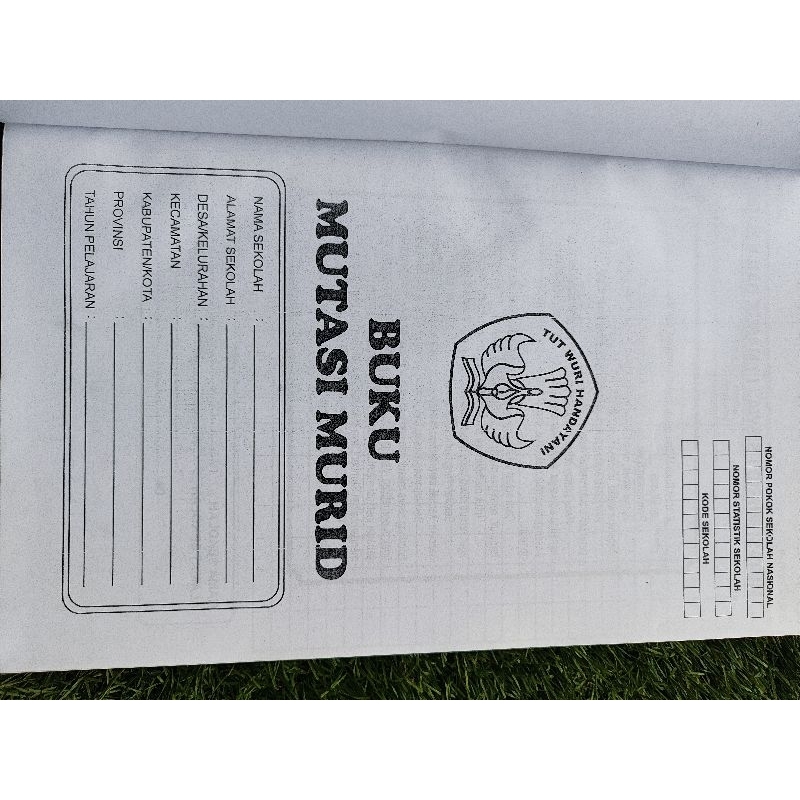 NOMOR POKOK SEKOLAH NASIONAL
NOMOR STATISTIK SEKOLAH
KODE SEKOLAH
TUT WURI HANDAYANI
BUKU
MUTASI MURID
NAMA SEKOLAH :
ALAMAT SEKOLAH :
DESA/KELURAHAN :
KECAMATAN :
KABUPATEN/KOTA :
PROVINSI :
TAHUN PELAJARAN :